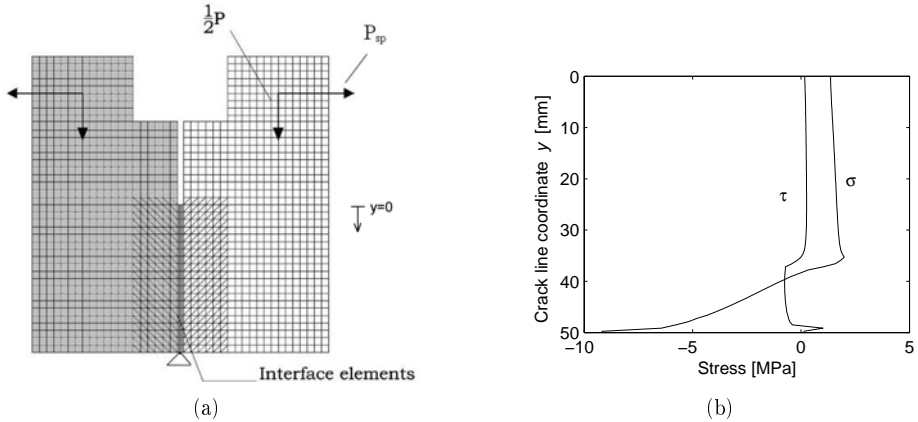 ½P
P_sp
y=0
Interface elements
(a)
0
10
20
30
40
50
Crack line coordinate y [mm]
τ
σ
−10
−5
0
5
Stress [MPa]
(b)